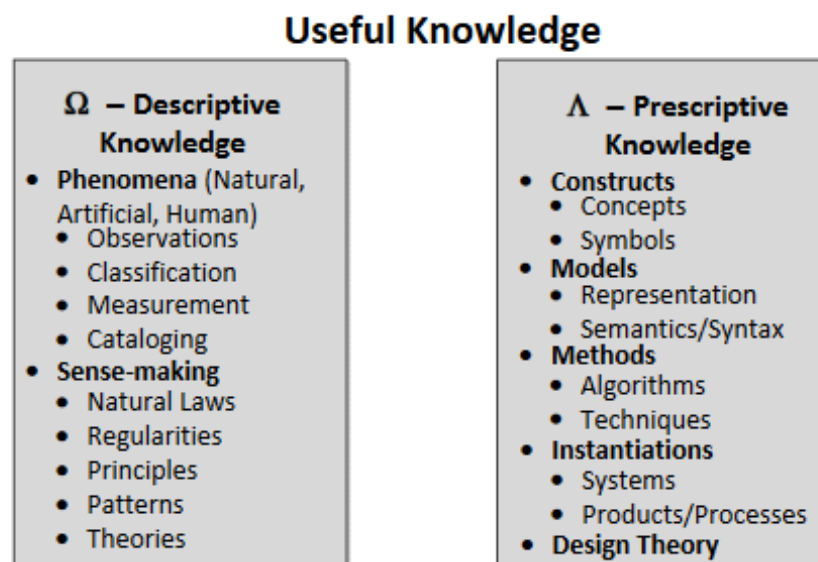 Useful Knowledge
Ω – Descriptive
Knowledge
• Phenomena (Natural,
Artificial, Human)
• Observations
• Classification
• Measurement
• Cataloging
• Sense-making
• Natural Laws
• Regularities
• Principles
• Patterns
• Theories
Λ – Prescriptive
Knowledge
• Constructs
• Concepts
• Symbols
• Models
• Representation
• Semantics/Syntax
• Methods
• Algorithms
• Techniques
• Instantiations
• Systems
• Products/Processes
• Design Theory